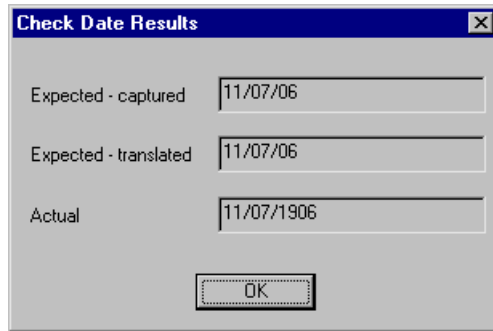 Check Date Results
Expected - captured 11/07/06
Expected - translated 11/07/06
Actual 11/07/1906
OK